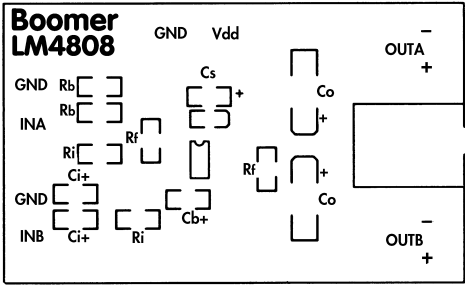 Boomer
LM4808
GND Vdd
OUTA
−
+
GND Rb
Cs
+
Rb
Co
+
INA
Rf
Ri
Ci+
Rf
+
Co
GND
Cb+
INB Ci+ Ri
OUTB
−
+